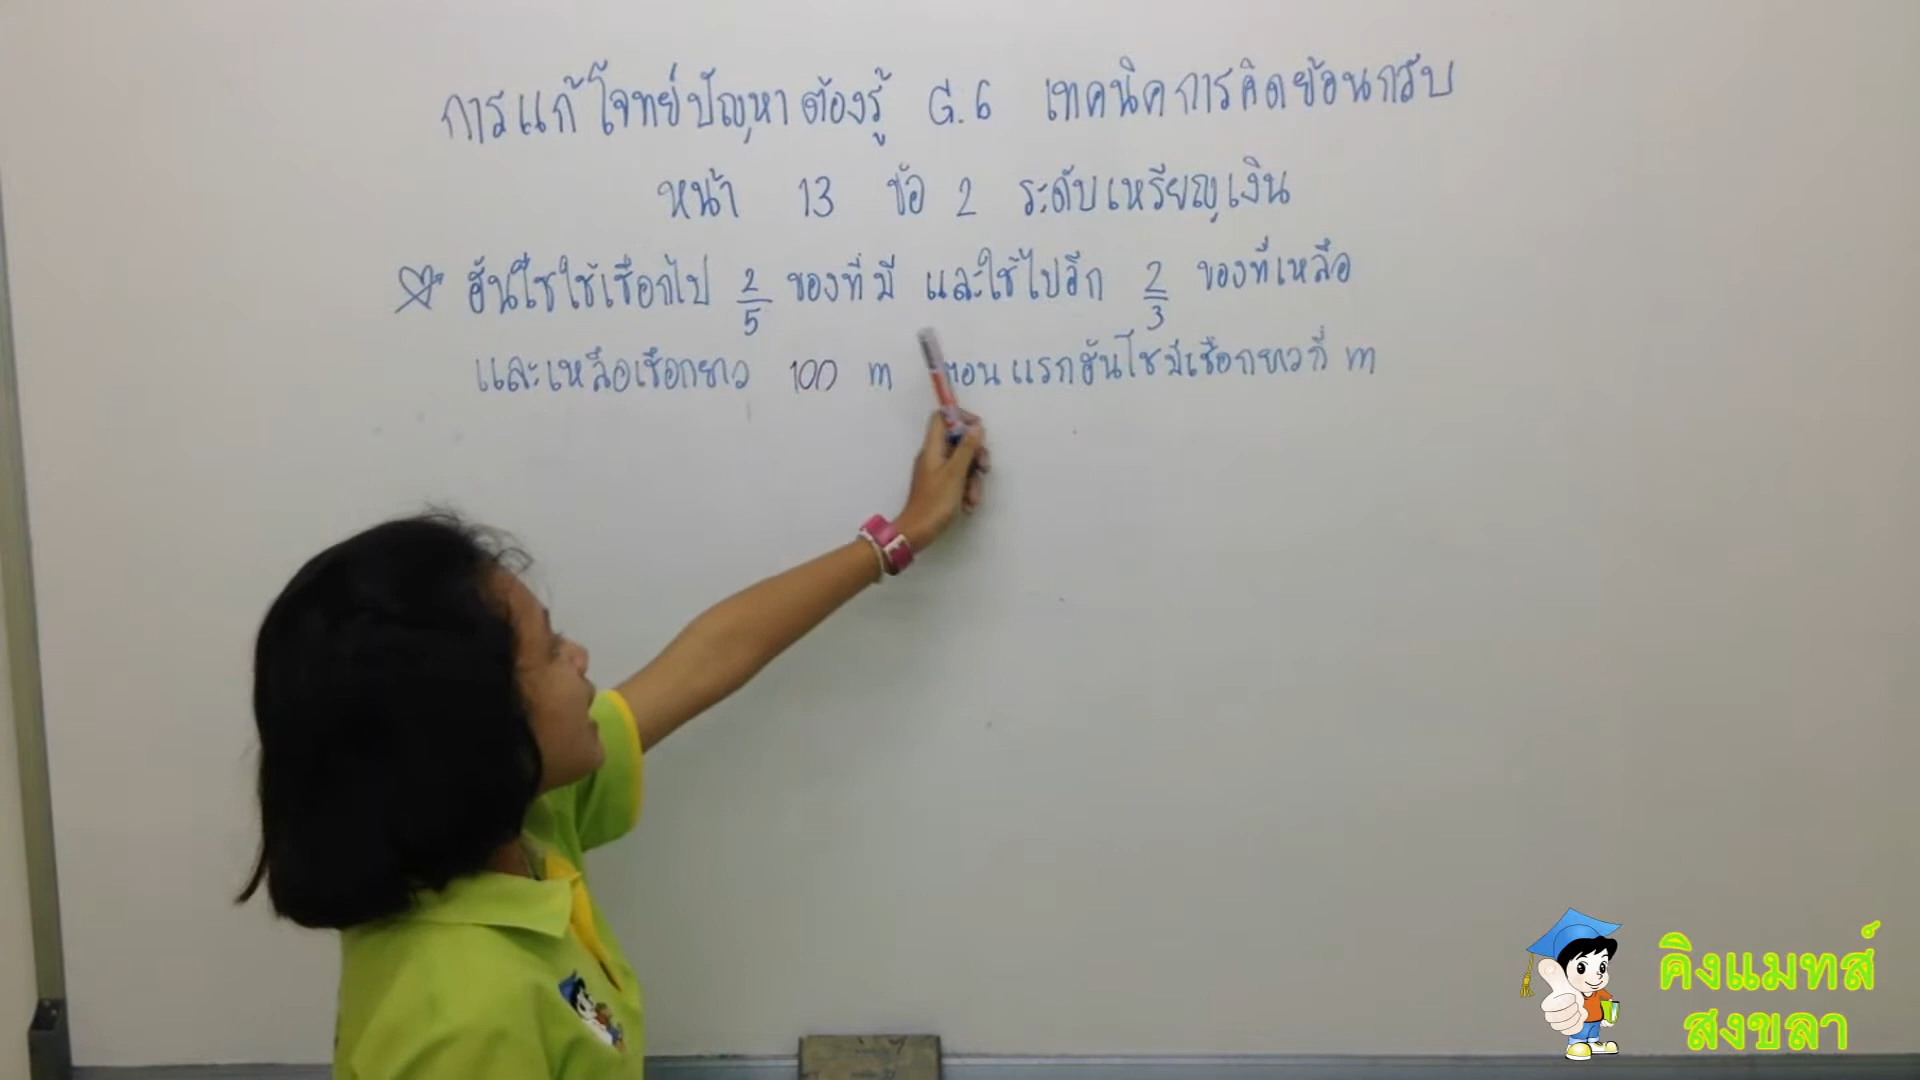 การแก้โจทย์ปัญหาต้องรู้ G.6 เทคนิคการคิดย้อนกลับ
หน้า 13 ข้อ 2 ระดับเหรียญเงิน
ฮันโซใช้เชือกไป 2/5 ของที่มี และใช้ไปอีก 2/3 ของที่เหลือ
และเหลือเชือกยาว 100 m ตอนแรกฮันโซมีเชือกยาวกี่ m
คิงแมทส์
สงขลา